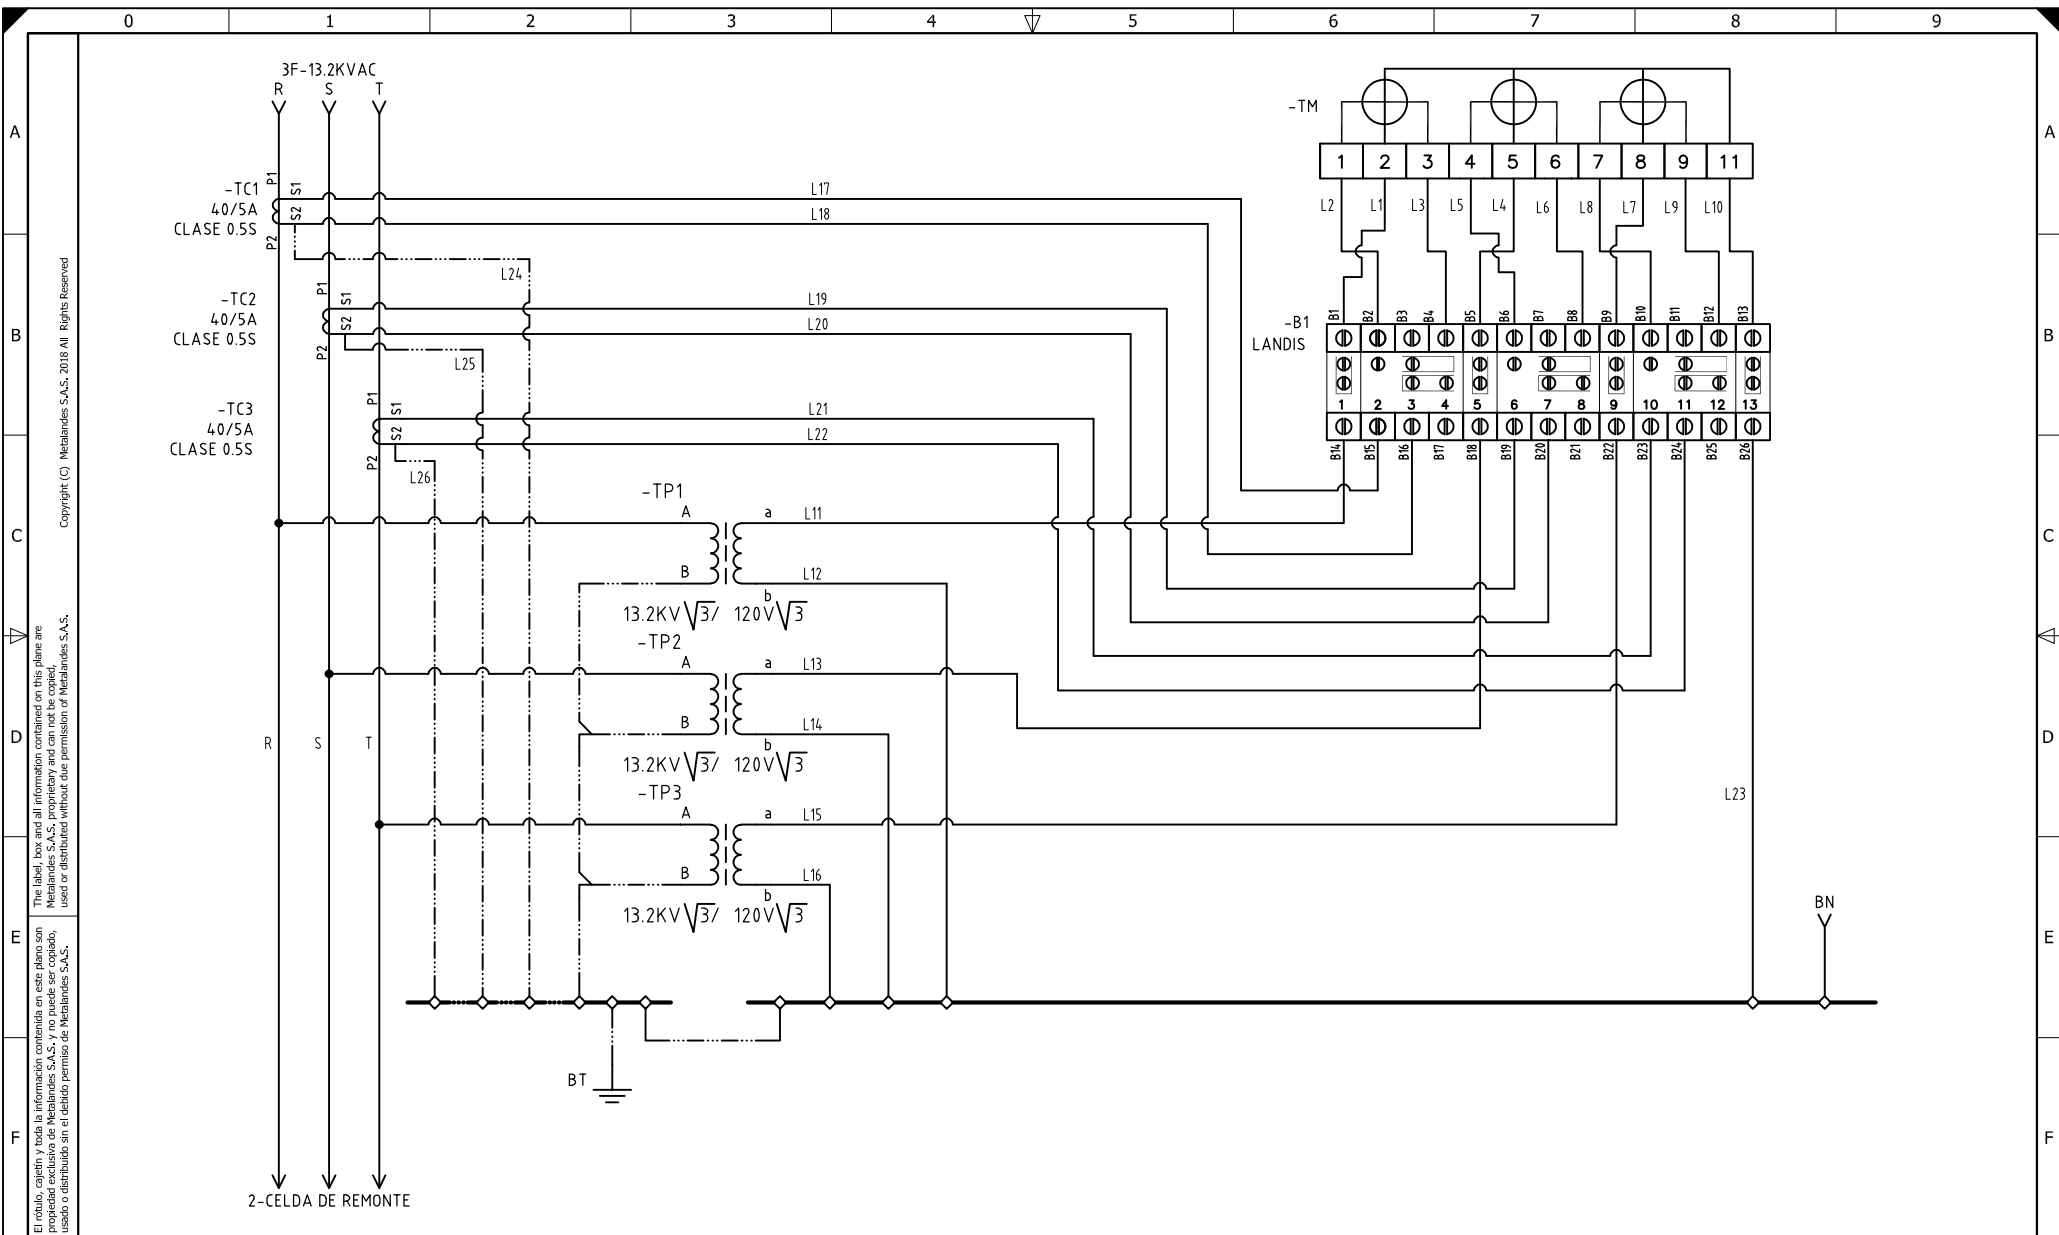 0 1 2 3 4 5 6 7 8 9
3F-13.2KVAC
R S T
-TM
A A
1 2 3 4 5 6 7 8 9 11
P1 S1
-TC1
40/5A
CLASE 0.5S
S2
P2
L17
L18
L2 L1 L3 L5 L4 L6 L8 L7 L9 L10
L24
P1 S1
-TC2
40/5A
CLASE 0.5S
S2
P2
L19
L20
L25
B B
-B1
LANDIS
B1 B2 B3 B4 B5 B6 B7 B8 B9 B10 B11 B12 B13
1 2 3 4 5 6 7 8 9 10 11 12 13
B14 B15 B16 B17 B18 B19 B20 B21 B22 B23 B24 B25 B26
P1 S1
-TC3
40/5A
CLASE 0.5S
S2
P2
L21
L22
L26
C C
-TP1
A a L11
B b L12
13.2KV√3/ 120V√3
-TP2
A a L13
B b L14
13.2KV√3/ 120V√3
D D
R S T
-TP3
A a L15
B b L16
13.2KV√3/ 120V√3
L23
E E
BN
BT
F F
2-CELDA DE REMONTE
Copyright (C) Metalandes S.A.S. 2018 All Rights Reserved
The label, box and all information contained on this plane are
Metalandes S.A.S. proprietary and can not be copied,
used or distributed without due permission of Metalandes S.A.S.
El rótulo, cajetín y toda la información contenida en este plano son
propiedad exclusiva de Metalandes S.A.S. y no puede ser copiado,
usado o distribuido sin el debido permiso de Metalandes S.A.S.